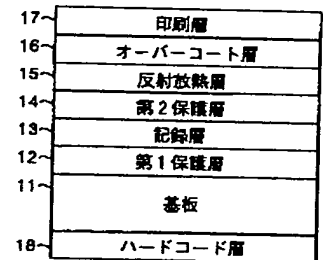 17 印刷層
16 オーバーコート層
15 反射放熱層
14 第2保護層
13 記録層
12 第1保護層
11 基板
18 ハードコード層